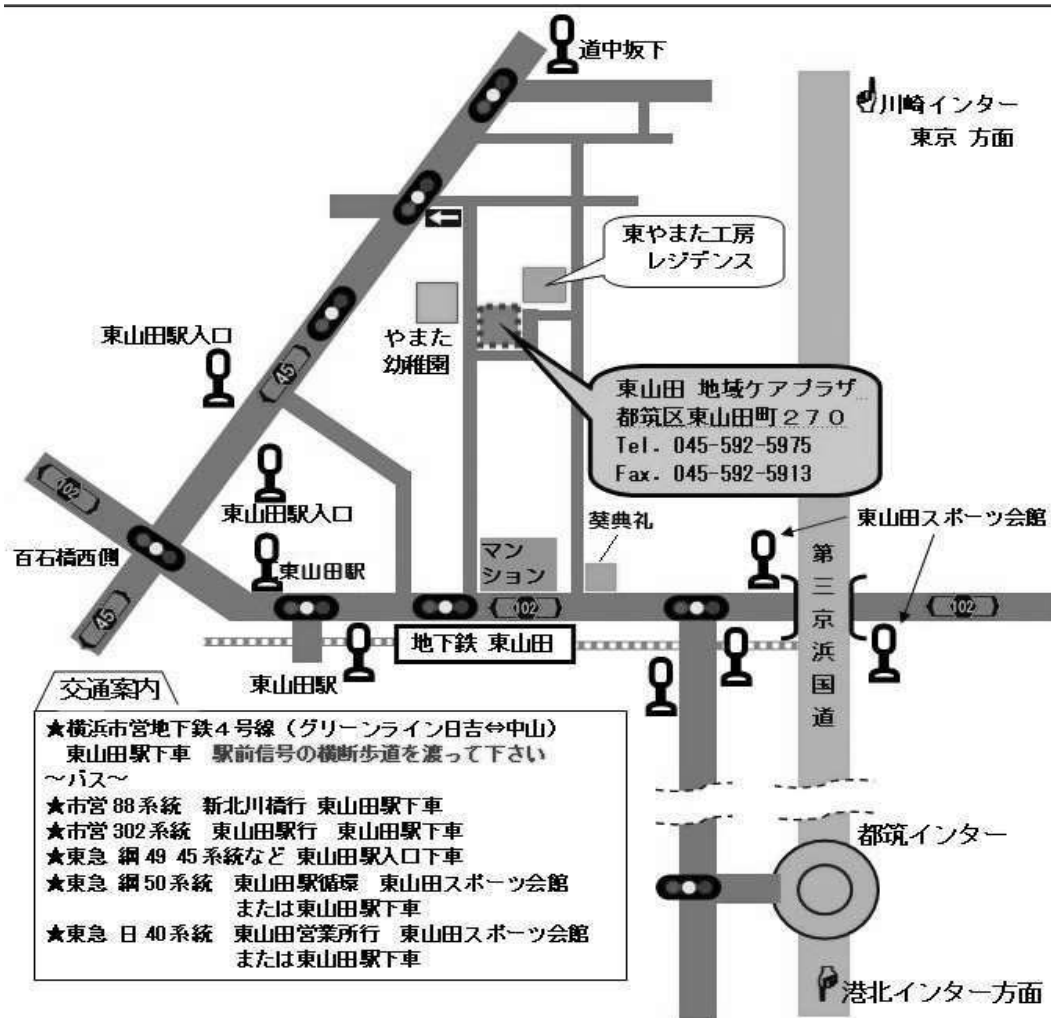 道中坂下
川崎インター
東京 方面
東やまた工房
レジデンス
やまた
幼稚園
東山田駅入口
45
東山田 地域ケアプラザ
都筑区東山田町270
Tel. 045-592-5975
Fax. 045-592-5913
102
東山田駅入口
葵典礼
東山田スポーツ会館
百石橋西側
東山田駅
マン
ション
102
102
45
第三京浜国道
地下鉄 東山田
東山田駅
交通案内
★横浜市営地下鉄4号線(グリーンライン日吉⇔中山)
東山田駅下車 駅前信号の横断歩道を渡って下さい
~バス~
★市営88系統 新北川橋行 東山田駅下車
★市営302系統 東山田駅行 東山田駅下車
★東急 綱49 45系統など 東山田駅入口下車
★東急 綱50系統 東山田駅循環 東山田スポーツ会館
または東山田駅下車
★東急 日40系統 東山田営業所行 東山田スポーツ会館
または東山田駅下車
都筑インター
港北インター方面